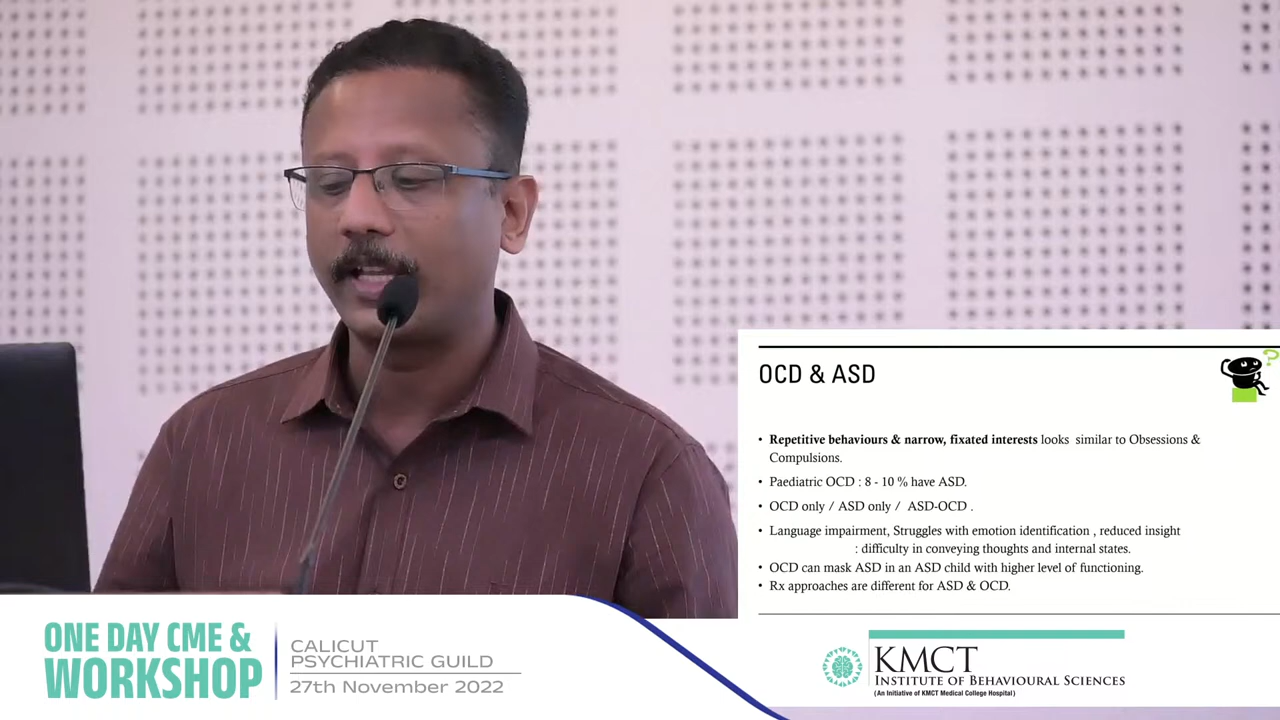 OCD & ASD
• Repetitive behaviours & narrow, fixated interests looks similar to Obsessions &
Compulsions.
• Paediatric OCD : 8 - 10 % have ASD.
• OCD only / ASD only / ASD-OCD .
• Language impairment, Struggles with emotion identification , reduced insight
: difficulty in conveying thoughts and internal states.
• OCD can mask ASD in an ASD child with higher level of functioning.
• Rx approaches are different for ASD & OCD.
ONE DAY CME &
WORKSHOP
CALICUT
PSYCHIATRIC GUILD
27th November 2022
KMCT
INSTITUTE OF BEHAVIOURAL SCIENCES
(An Initiative of KMCT Medical College Hospital)